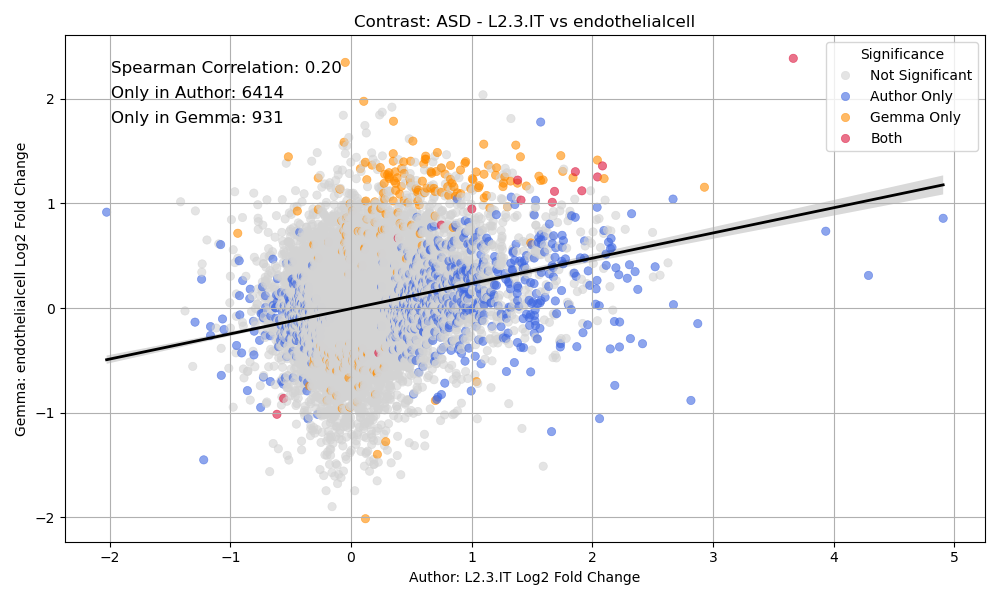 Contrast: ASD - L2.3.IT vs endothelialcell
Spearman Correlation: 0.20
Only in Author: 6414
Only in Gemma: 931
Significance
Not Significant
Author Only
Gemma Only
Both
Gemma: endothelialcell Log2 Fold Change
2
1
0
−1
−2
−2
−1
0
1
2
3
4
5
Author: L2.3.IT Log2 Fold Change